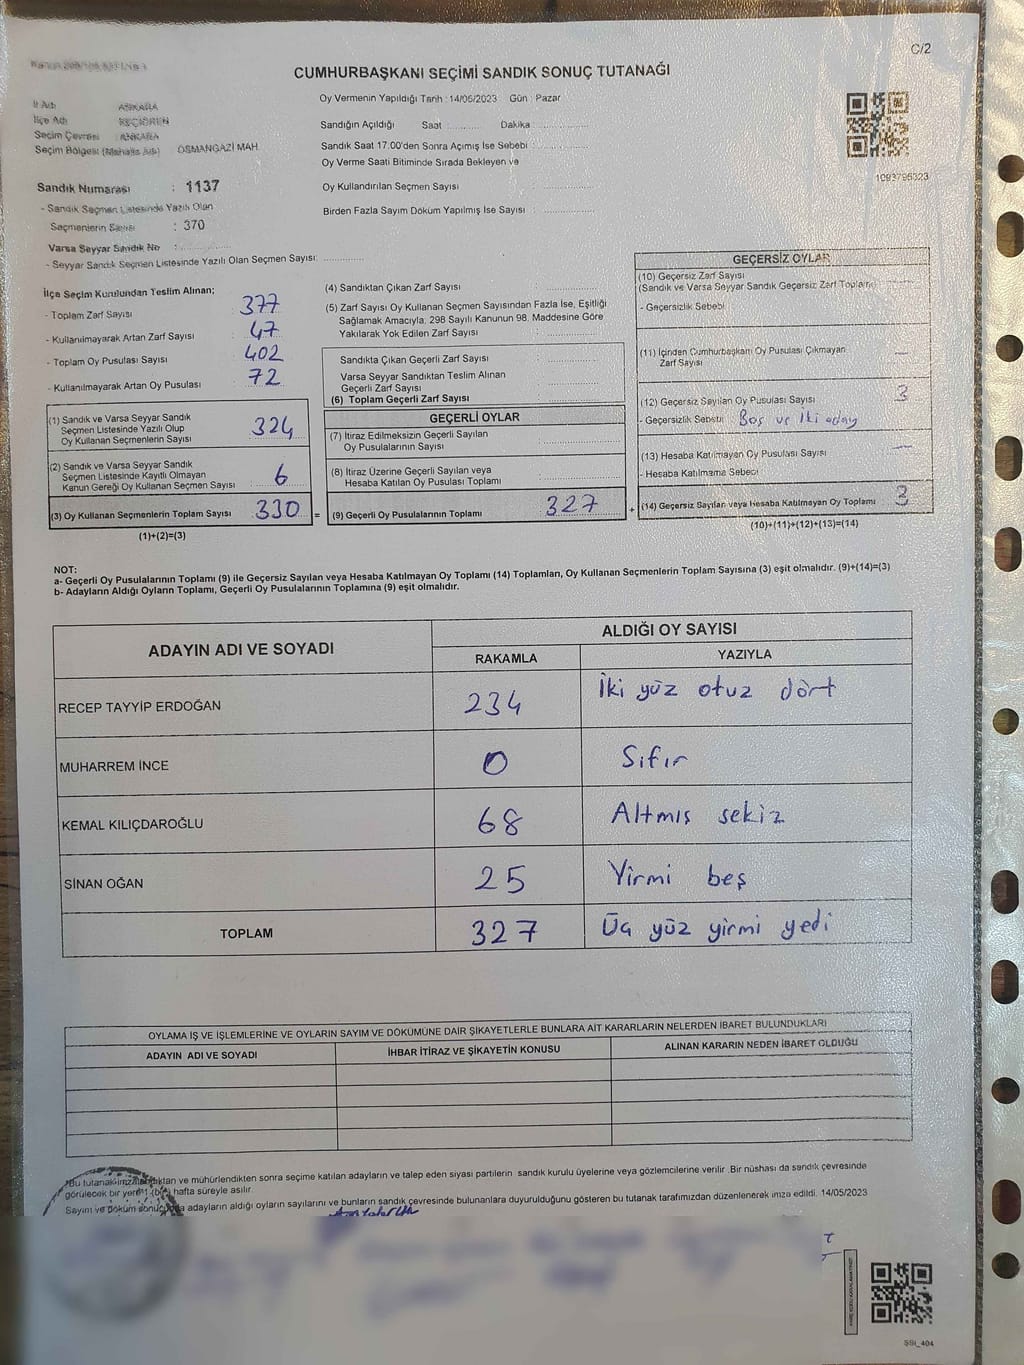 C/2
CUMHURBAŞKANI SEÇİMİ SANDIK SONUÇ TUTANAĞI
İl Adı ANKARA
İlçe Adı KEÇİÖREN
Seçim Çevresi ANKARA
Seçim Bölgesi (Mahalle Adı) OSMANGAZİ MAH.
Sandık Numarası : 1137
- Sandık Seçmen Listesinde Yazılı Olan
Seçmenlerin Sayısı : 370
Varsa Seyyar Sandık No :
- Seyyar Sandık Seçmen Listesinde Yazılı Olan Seçmen Sayısı:
Oy Vermenin Yapıldığı Tarih : 14/05/2023 Gün : Pazar
Sandığın Açıldığı Saat Dakika
Sandık Saat 17:00'den Sonra Açımış İse Sebebi :
Oy Verme Saati Bitiminde Sırada Bekleyen ve
Oy Kullandırılan Seçmen Sayısı :
Birden Fazla Sayım Döküm Yapılmış İse Sayısı :
1093795323
İlçe Seçim Kurulundan Teslim Alınan;
- Toplam Zarf Sayısı : 377
- Kullanılmayarak Artan Zarf Sayısı : 47
- Toplam Oy Pusulası Sayısı : 402
- Kullanılmayarak Artan Oy Pusulası : 72
(1) Sandık ve Varsa Seyyar Sandık
Seçmen Listesinde Yazılı Olup
Oy Kullanan Seçmenlerin Sayısı 324
(2) Sandık ve Varsa Seyyar Sandık
Seçmen Listesinde Kayıtlı Olmayan
Kanun Gereği Oy Kullanan Seçmen Sayısı 6
(3) Oy Kullanan Seçmenlerin Toplam Sayısı 330 =
(1)+(2)=(3)
(4) Sandıktan Çıkan Zarf Sayısı :
(5) Zarf Sayısı Oy Kullanan Seçmen Sayısından Fazla İse, Eşitliği
Sağlamak Amacıyla, 298 Sayılı Kanunun 98. Maddesine Göre
Yakılarak Yok Edilen Zarf Sayısı :
Sandıkta Çıkan Geçerli Zarf Sayısı :
Varsa Seyyar Sandıktan Teslim Alınan
Geçerli Zarf Sayısı :
(6) Toplam Geçerli Zarf Sayısı :
GEÇERLİ OYLAR
(7) İtiraz Edilmeksizin Geçerli Sayılan
Oy Pusulalarının Sayısı
(8) İtiraz Üzerine Geçerli Sayılan veya
Hesaba Katılan Oy Pusulası Toplamı
(9) Geçerli Oy Pusulalarının Toplamı 327 +
GEÇERSİZ OYLAR
(10) Geçersiz Zarf Sayısı
(Sandık ve Varsa Seyyar Sandık Geçersiz Zarf Toplamı)
- Geçersizlik Sebebi
(11) İçinden Cumhurbaşkanı Oy Pusulası Çıkmayan
Zarf Sayısı
(12) Geçersiz Sayılan Oy Pusulası Sayısı 3
- Geçersizlik Sebebi Boş ve İki aday
(13) Hesaba Katılmayan Oy Pusulası Sayısı
- Hesaba Katılmama Sebebi
(14) Geçersiz Sayılan veya Hesaba Katılmayan Oy Toplamı 3
(10)+(11)+(12)+(13)=(14)
NOT:
a- Geçerli Oy Pusulalarının Toplamı (9) ile Geçersiz Sayılan veya Hesaba Katılmayan Oy Toplamı (14) Toplamları, Oy Kullanan Seçmenlerin Toplam Sayısına (3) eşit olmalıdır. (9)+(14)=(3)
b- Adayların Aldığı Oyların Toplamı, Geçerli Oy Pusulalarının Toplamına (9) eşit olmalıdır.
ADAYIN ADI VE SOYADI
ALDIĞI OY SAYISI
RAKAMLA YAZIYLA
RECEP TAYYİP ERDOĞAN 234 İki yüz otuz dört
MUHARREM İNCE 0 Sıfır
KEMAL KILIÇDAROĞLU 68 Altmış sekiz
SİNAN OĞAN 25 Yirmi beş
TOPLAM 327 Üç yüz yirmi yedi
OYLAMA İŞ VE İŞLEMLERİNE VE OYLARIN SAYIM VE DÖKÜMÜNE DAİR ŞİKAYETLERLE BUNLARA AİT KARARLARIN NELERDEN İBARET BULUNDUKLARI
ADAYIN ADI VE SOYADI İHBAR İTİRAZ VE ŞİKAYETİN KONUSU ALINAN KARARIN NEDEN İBARET OLDUĞU
ve mühürlendikten sonra seçime katılan adayların ve talep eden siyasi partilerin sandık kurulu üyelerine veya gözlemcilerine verilir. Bir nüshası da sandık çevresinde
görülecek bir yere hafta süreyle asılır.
Sayım ve döküm adayların aldığı oyların sayılarını ve bunların sandık çevresinde bulunanlara duyurulduğunu gösteren bu tutanak tarafımızdan düzenlenerek imza edildi. 14/05/2023
SSİ_404